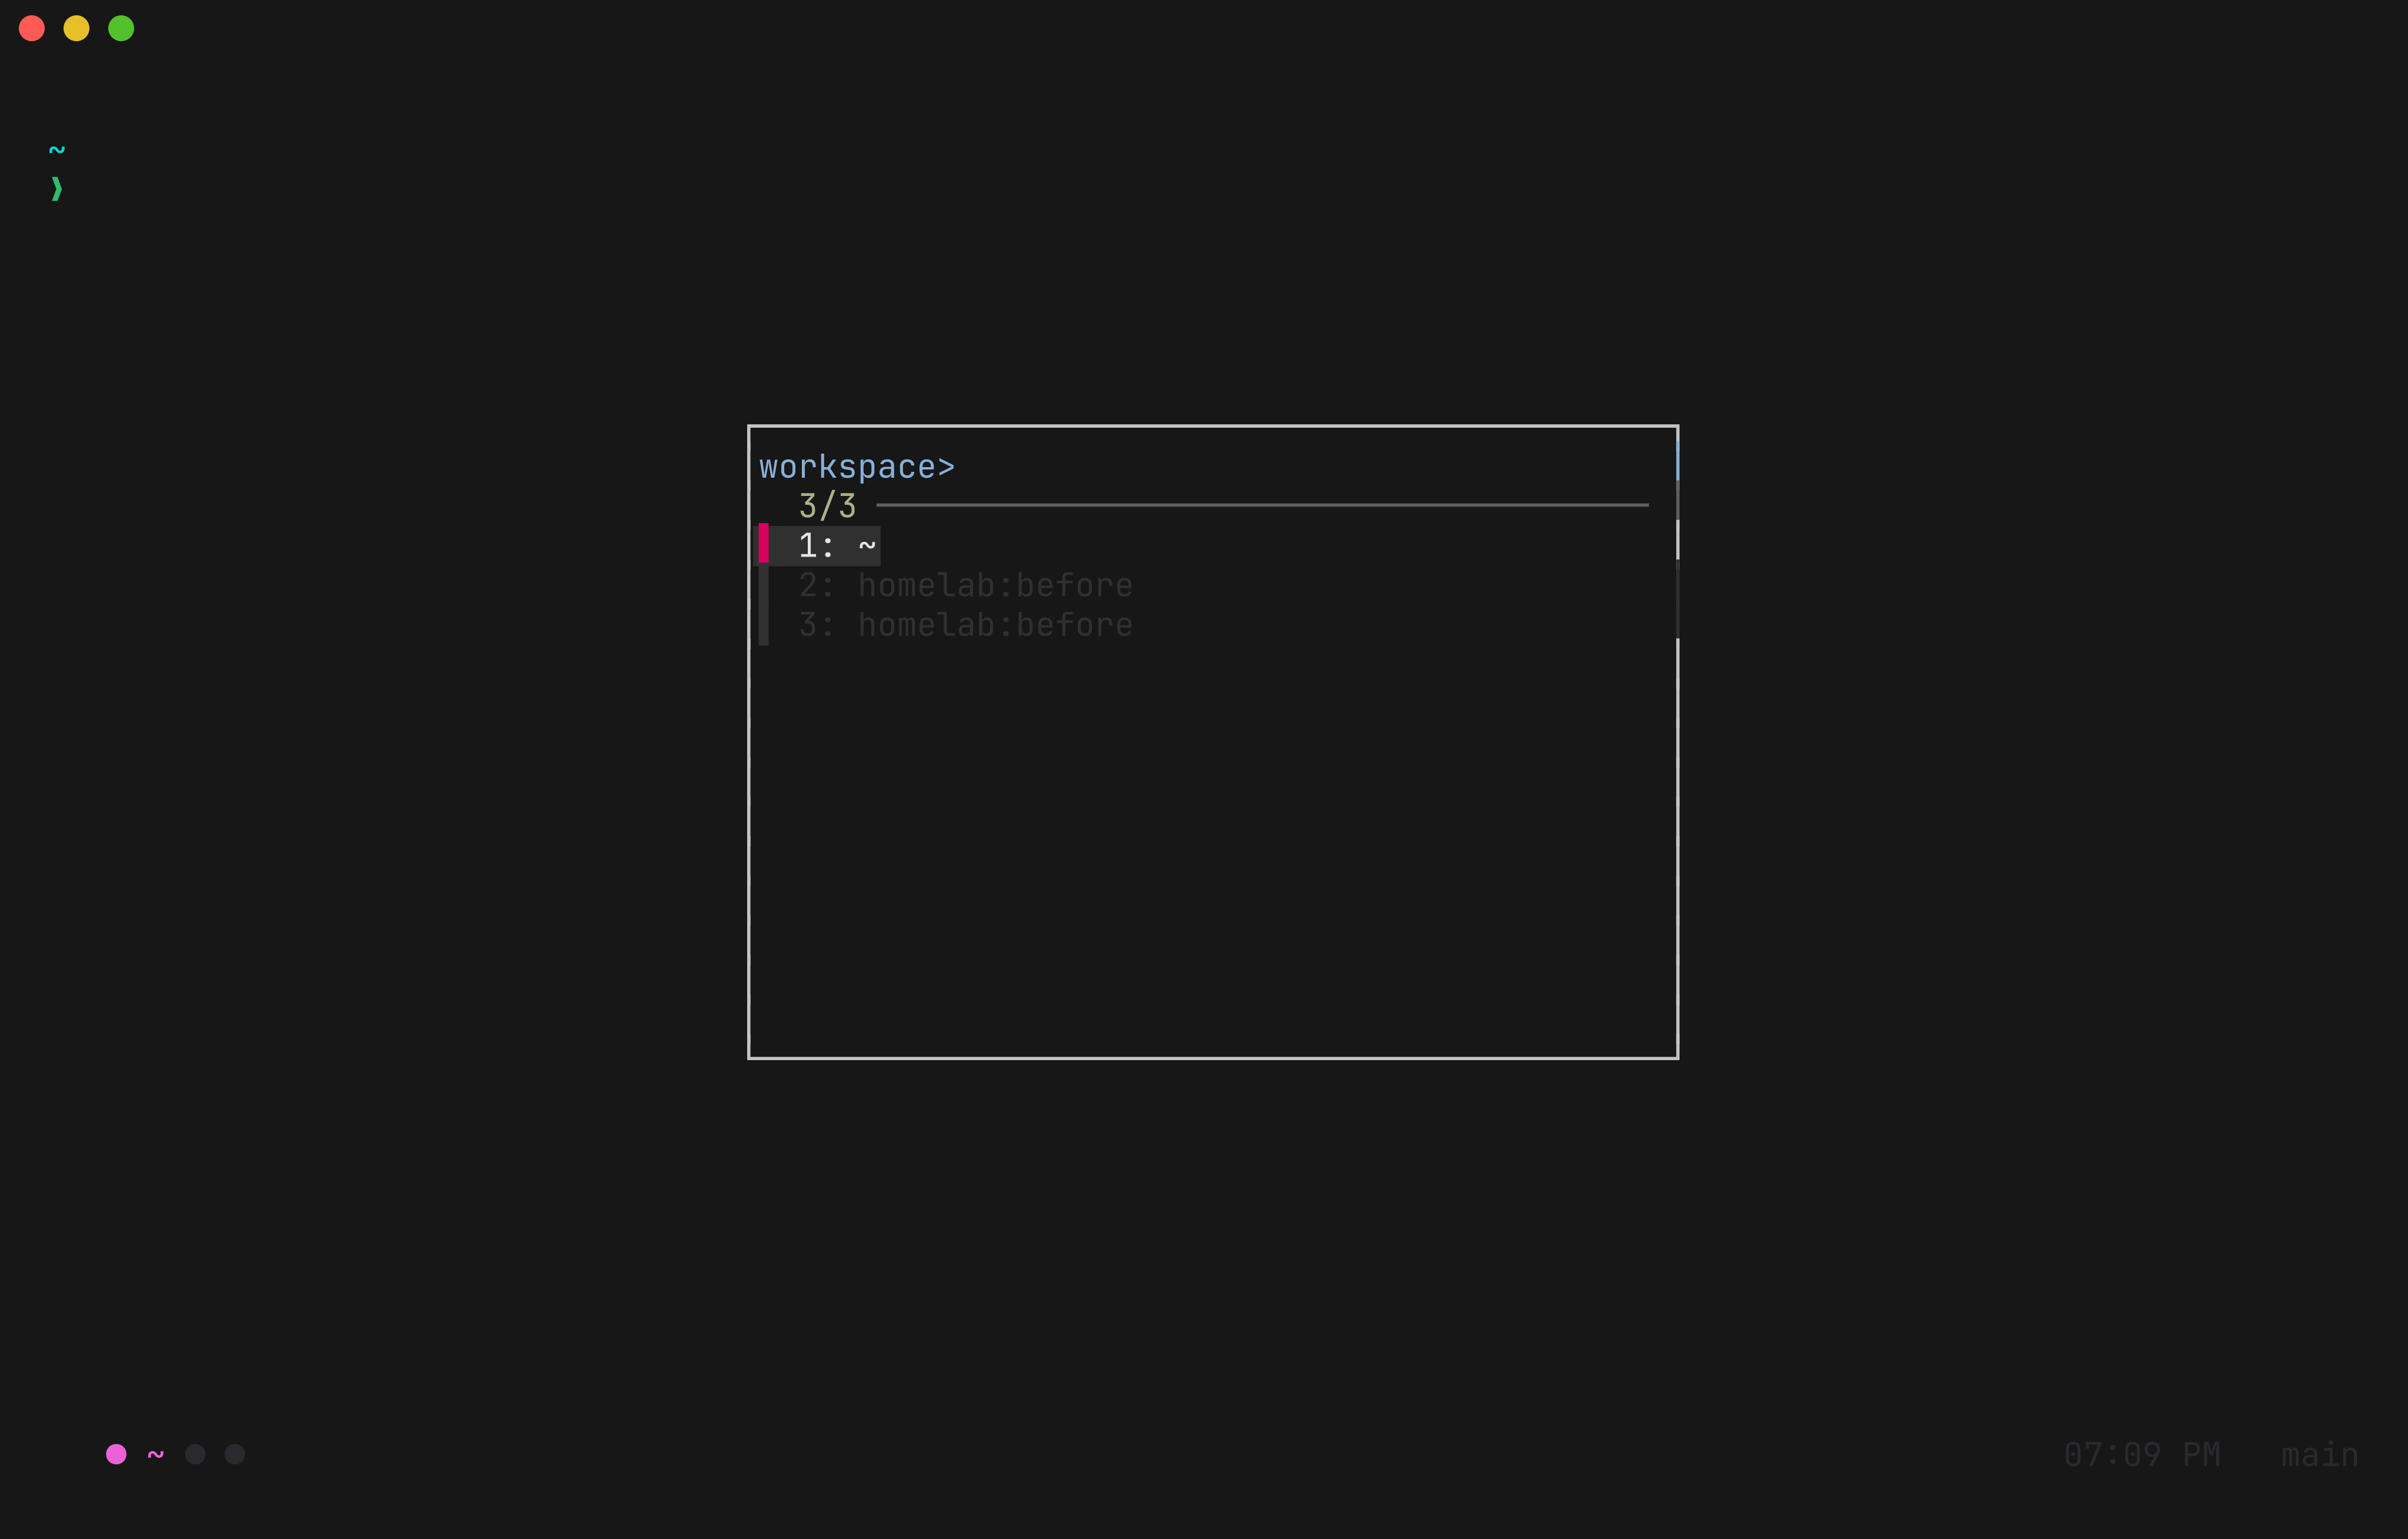 ~
❯
workspace>
3/3
1: ~
2: homelab:before
3: homelab:before
~
07:09 PM main